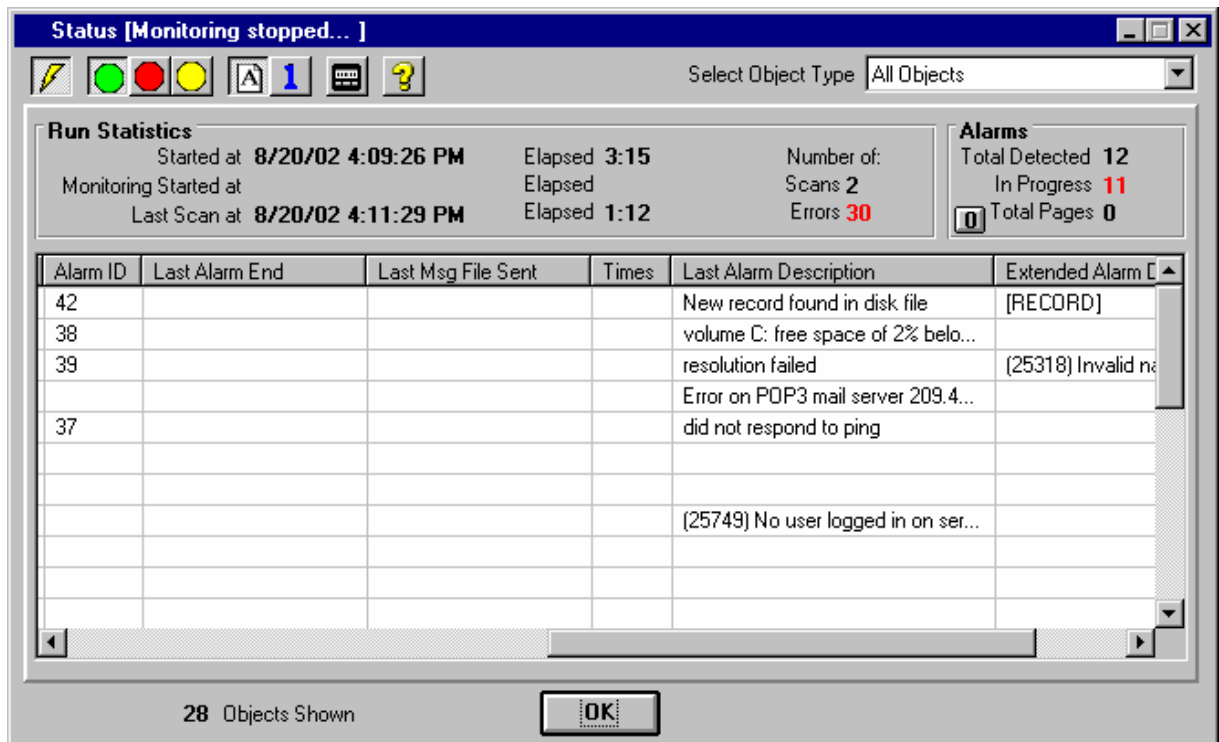 Status [Monitoring stopped... ]
A 1 ?
Select Object Type All Objects
Run Statistics
Started at 8/20/02 4:09:26 PM Elapsed 3:15 Number of:
Monitoring Started at Elapsed Scans 2
Last Scan at 8/20/02 4:11:29 PM Elapsed 1:12 Errors 30
Alarms
Total Detected 12
In Progress 11
0 Total Pages 0
Alarm ID Last Alarm End Last Msg File Sent Times Last Alarm Description Extended Alarm
42 New record found in disk file [RECORD]
38 volume C: free space of 2% belo...
39 resolution failed (25318) Invalid
Error on POP3 mail server 209.4...
37 did not respond to ping
(25749) No user logged in on ser...
28 Objects Shown
OK